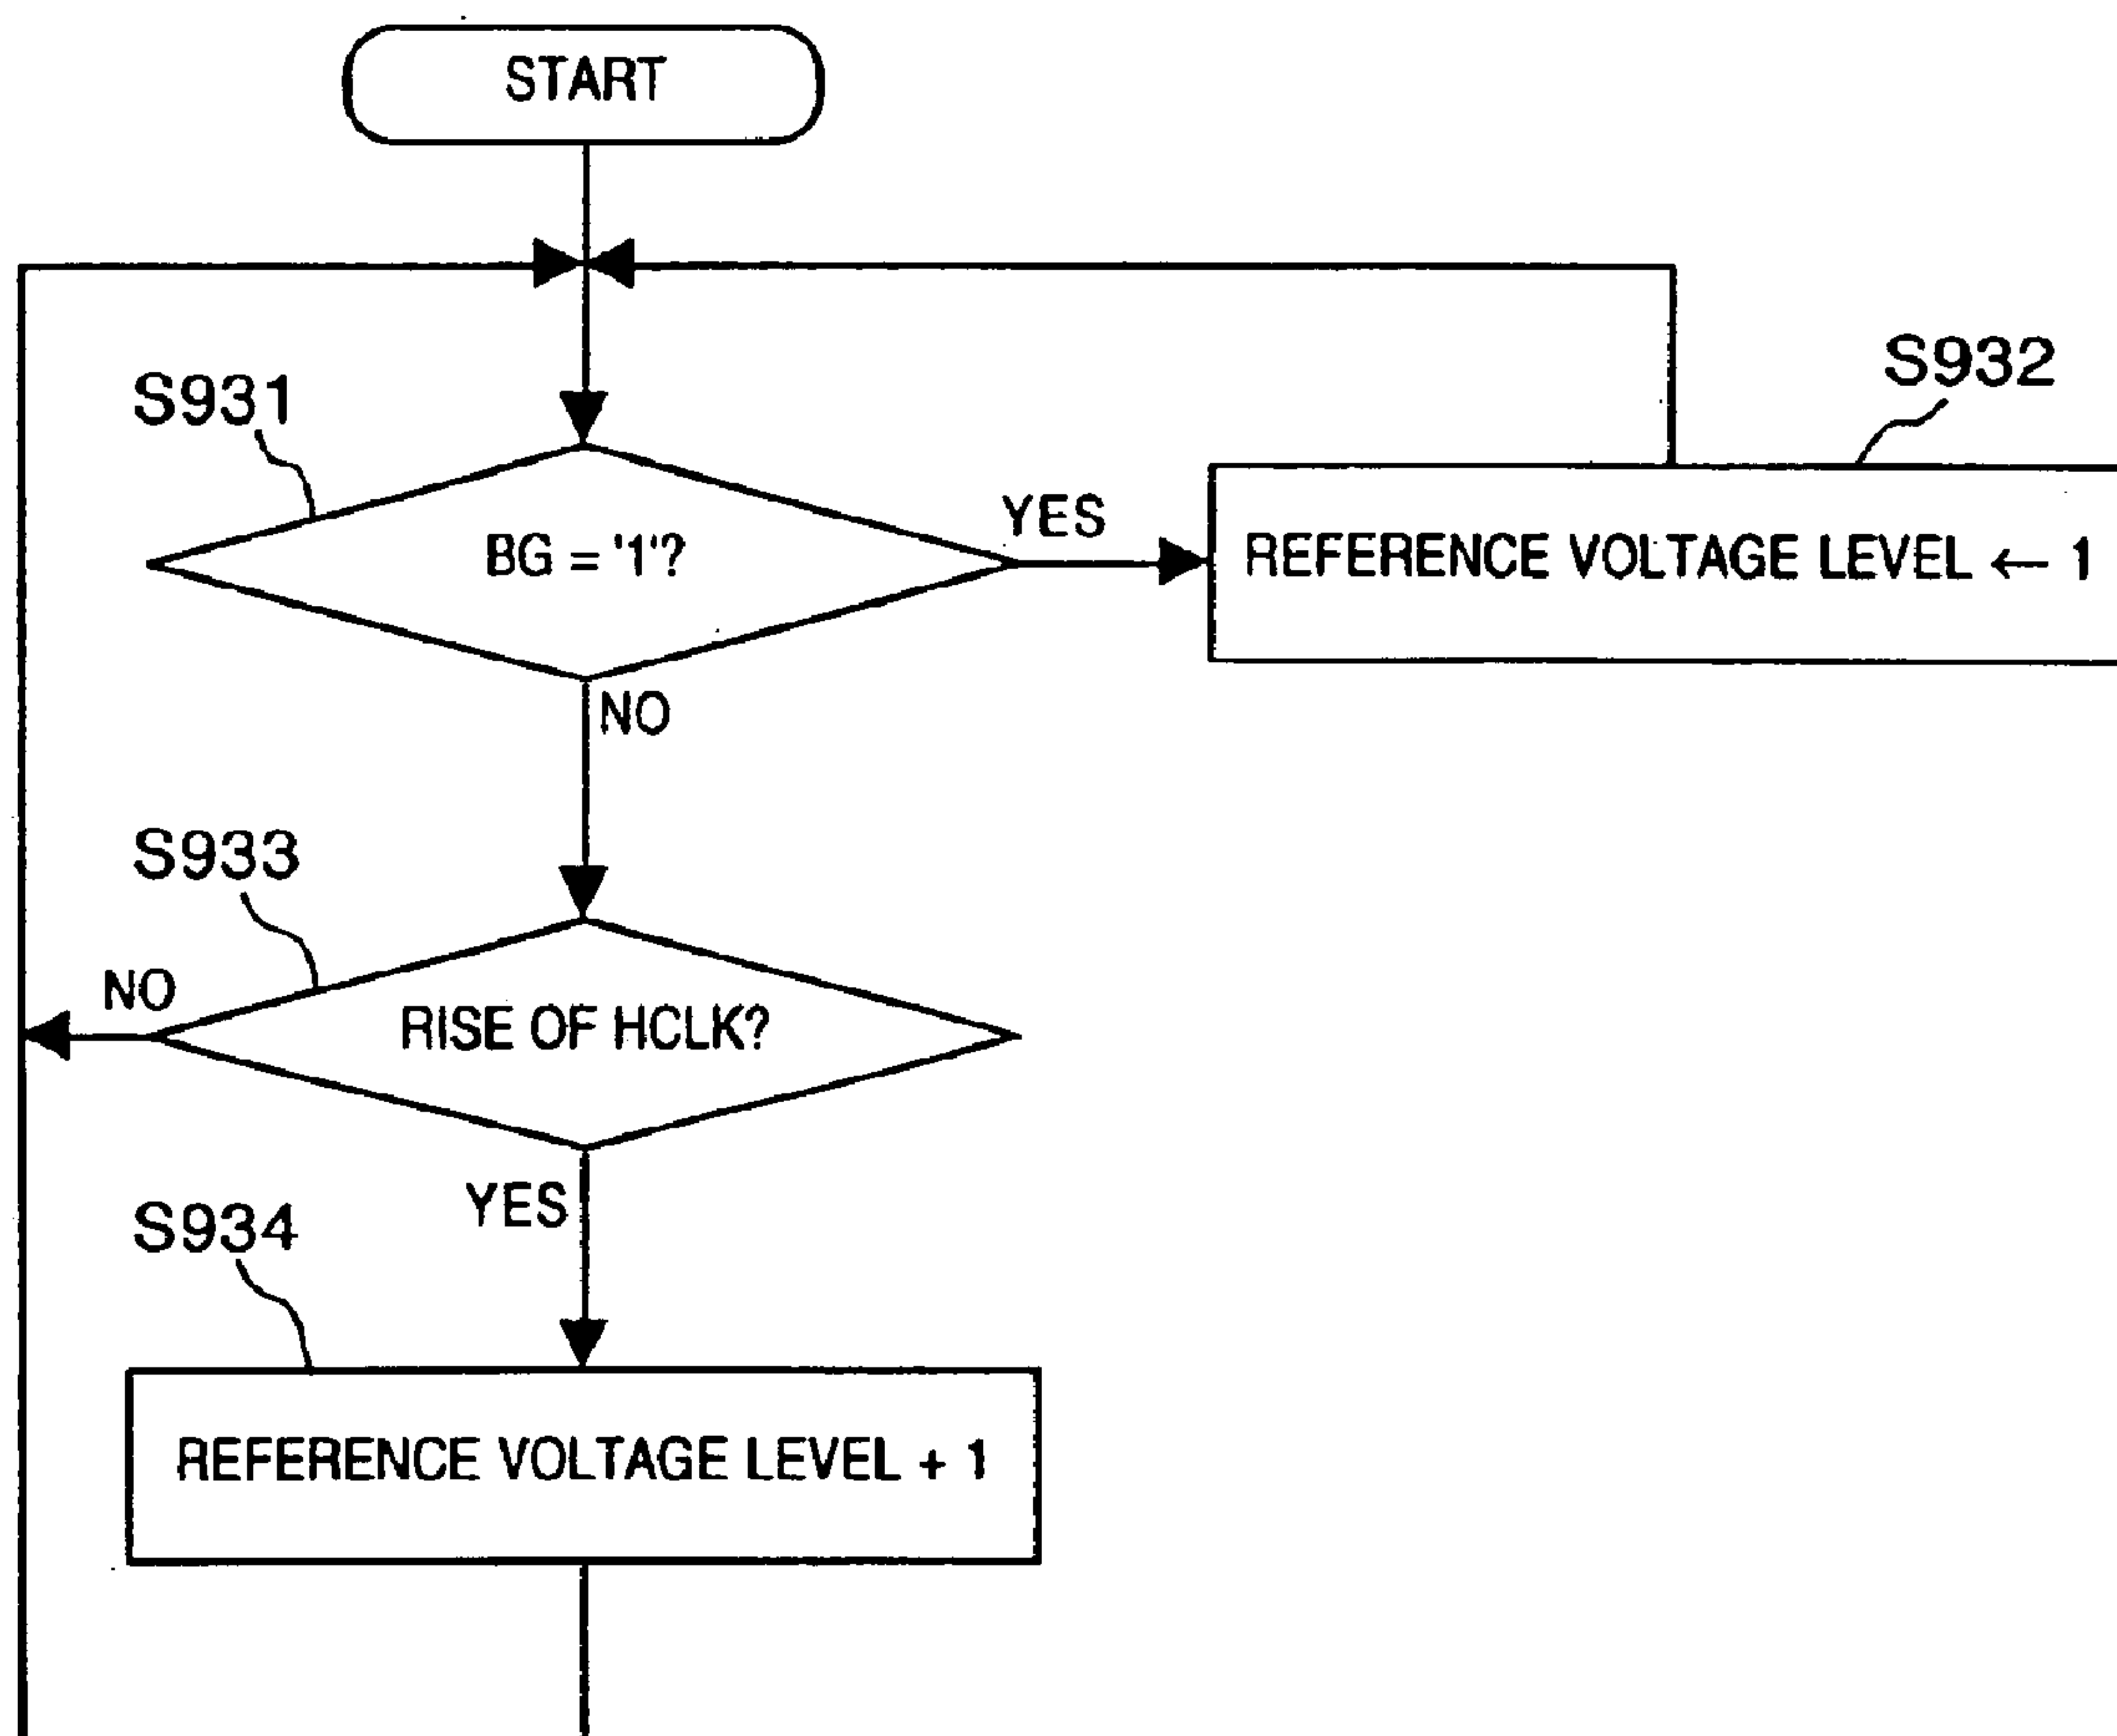 START
S931
S932
BG = '1'?
YES
REFERENCE VOLTAGE LEVEL ← 1
NO
S933
NO
RISE OF HCLK?
YES
S934
REFERENCE VOLTAGE LEVEL + 1